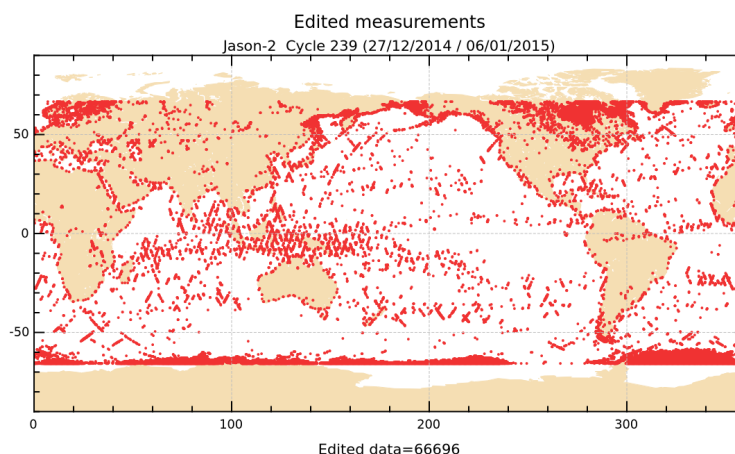 Edited measurements
Jason-2 Cycle 239 (27/12/2014 / 06/01/2015)
50
0
-50
0 100 200 300
Edited data=66696